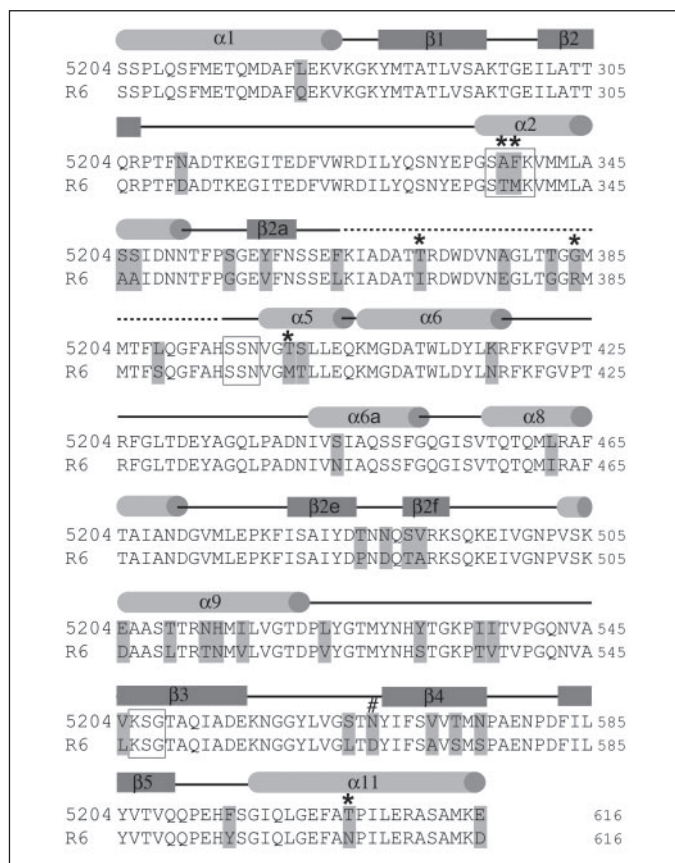 α1 β1 β2
5204 SSPLQSFMETQMDAFLEKVKGKYMTATLVSAKTGEILATT 305
R6 SSPLQSFMETQMDAFQEKVKGKYMTATLVSAKTGEILATT 305
α2
**
5204 QRPTFNADTKEGITEDFVWRDILYQSNYEPGSAFKVMMLA 345
R6 QRPTFDADTKEGITEDFVWRDILYQSNYEPGSTMKVMMLA 345
β2a
* *
5204 SSIDNNTFPSGEYFNSSEFKIADATTRDWDVNAGLTTGGM 385
R6 AAIDNNTFPGGEVFNSSELKIADATIRDWDVNEGLTGGRM 385
α5 α6
*
5204 MTFLQGFAHSSNVGTSLLEQKMGDATWLDYLKRFKFGVPT 425
R6 MTFSQGFAHSSNVGMTLLEQKMGDATWLDYLNRFKFGVPT 425
α6a α8
5204 RFGLTDEYAGQLPADNIVSIAQSSFGQGISVTQTQMLRAF 465
R6 RFGLTDEYAGQLPADNIVNIAQSSFGQGISVTQTQMIRAF 465
β2e β2f
5204 TAIANDGVMLEPKFISAIYDTNNQSVRKSQKEIVGNPVSK 505
R6 TAIANDGVMLEPKFISAIYDPNDQTARKSQKEIVGNPVSK 505
α9
5204 EAASTTRNHMILVGTDPLYGTMYNHYTGKPIITVPGQNVA 545
R6 DAASLTRTNMVLVGTDPVYGTMYNHSTGKPTVTVPGQNVA 545
β3 β4
#
5204 VKSGTAQIADEKNGGYLVGSTNYIFSVVTMNPAENPDFIL 585
R6 LKSGTAQIADEKNGGYLVGLTDYIFSAVSMSPAENPDFIL 585
β5 α11
*
5204 YVTVQQPEHFSGIQLGEFATPILERASAMKE 616
R6 YVTVQQPEHYSGIQLGEFANPILERASAMKD 616